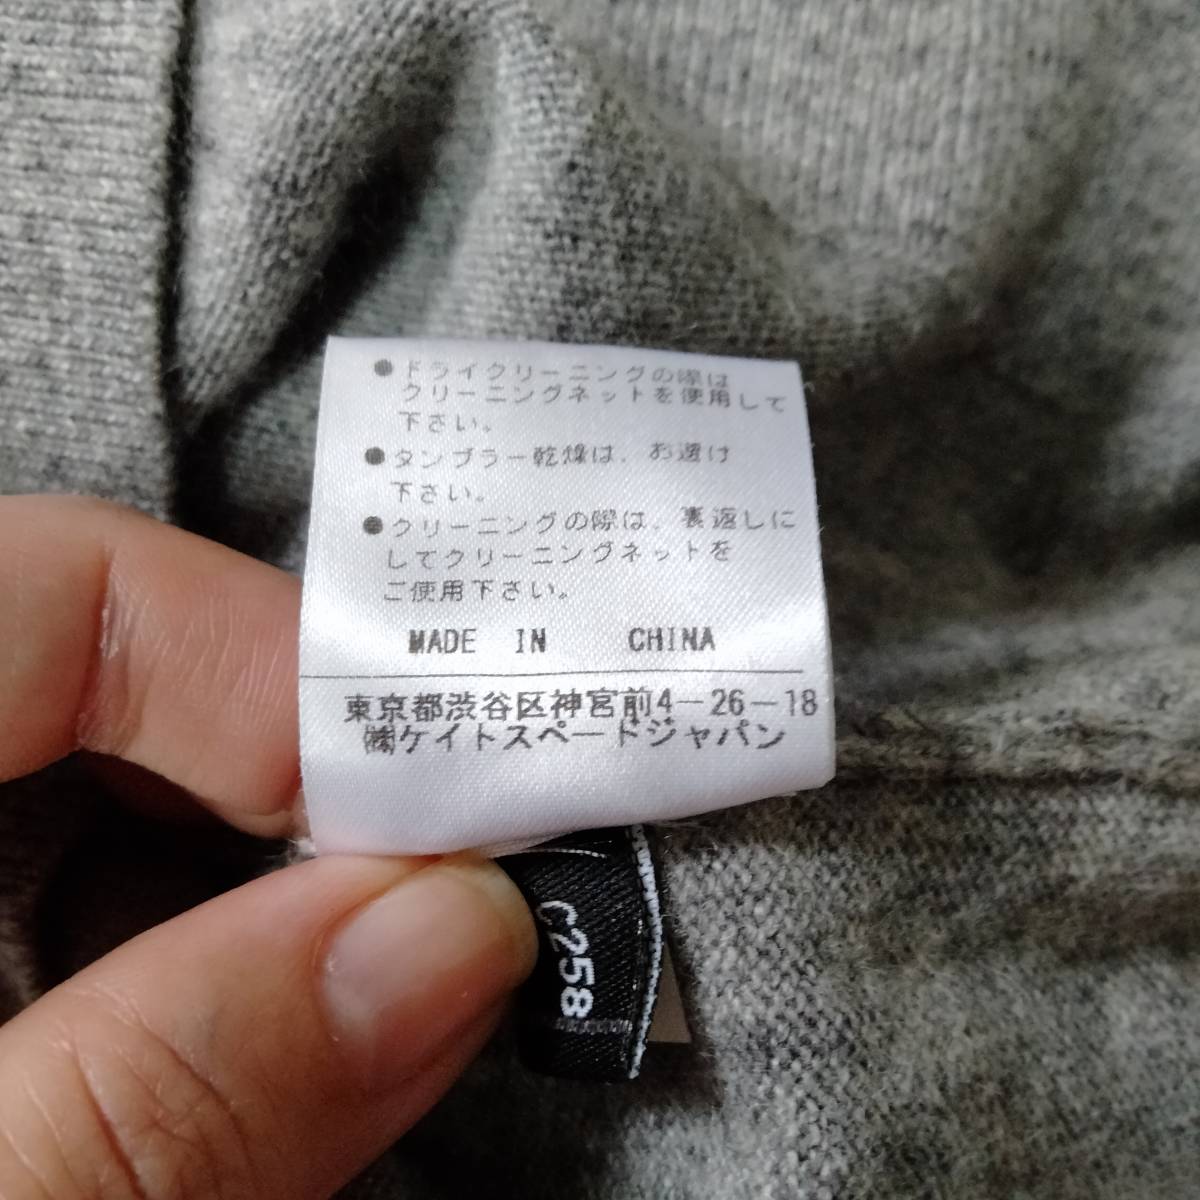 ●ドライクリーニングの際は
クリーニングネットを使用して
下さい。
●タンブラー乾燥は、お避け
下さい。
●クリーニングの際は、裏返しに
してクリーニングネットを
ご使用下さい。
MADE IN CHINA
東京都渋谷区神宮前4-26-18
㈱ケイトスペードジャパン
C258